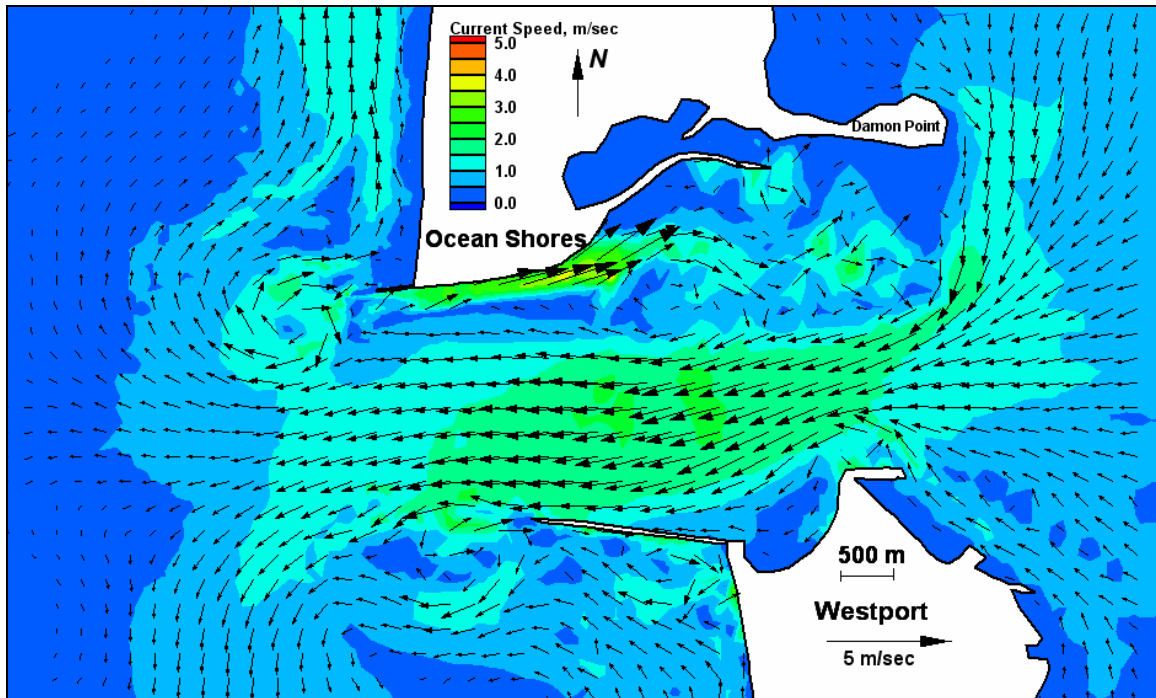 Current Speed, m/sec
5.0
4.0
3.0
2.0
1.0
0.0
N
Damon Point
Ocean Shores
500 m
Westport
5 m/sec